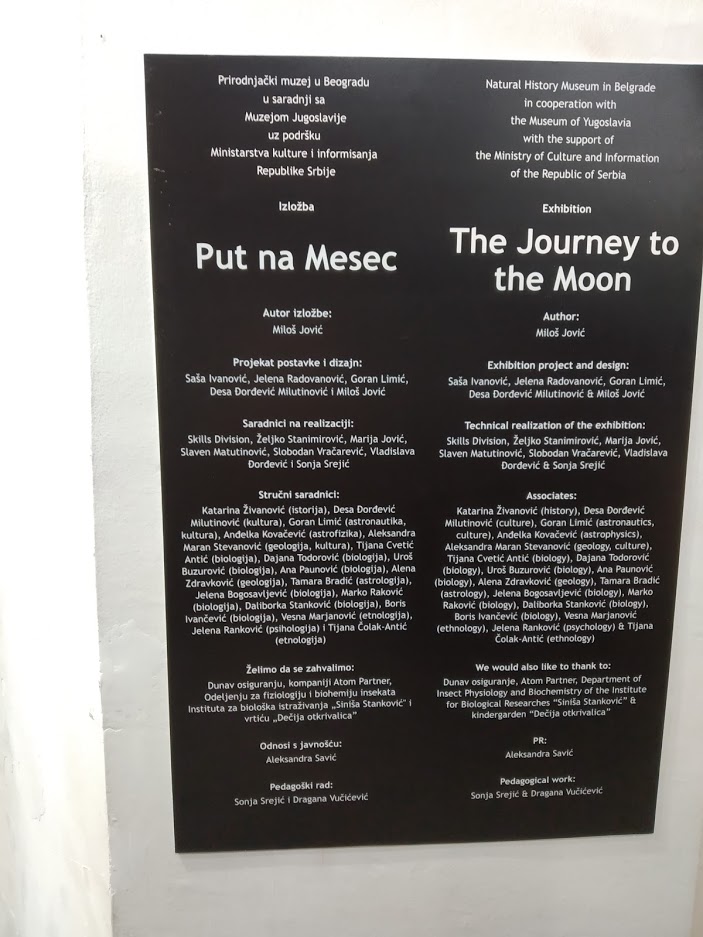 Prirodnjački muzej u Beogradu
u saradnji sa
Muzejom Jugoslavije
uz podršku
Ministarstva kulture i informisanja
Republike Srbije
Izložba
Put na Mesec
Autor izložbe:
Miloš Jović
Projekat postavke i dizajn:
Saša Ivanović, Jelena Radovanović, Goran Limić,
Desa Đorđević Milutinović i Miloš Jović
Saradnici na realizaciji:
Skills Division, Željko Stanimirović, Marija Jović,
Slaven Matutinović, Slobodan Vračarević, Vladislava
Đorđević i Sonja Srejić
Stručni saradnici:
Katarina Živanović (istorija), Desa Đorđević
Milutinović (kultura), Goran Limić (astronautika,
kultura), Anđelka Kovačević (astrofizika), Aleksandra
Maran Stevanović (geologija, kultura), Tijana Cvetić
Antić (biologija), Dajana Todorović (biologija), Uroš
Buzurović (biologija), Ana Paunović (biologija), Alena
Zdravković (geologija), Tamara Bradić (astrologija),
Jelena Bogosavljević (biologija), Marko Raković
(biologija), Daliborka Stanković (biologija), Boris
Ivančević (biologija), Vesna Marjanović (etnologija),
Jelena Ranković (psihologija) i Tijana Čolak-Antić
(etnologija)
Želimo da se zahvalimo:
Dunav osiguranju, kompaniji Atom Partner,
Odeljenju za fiziologiju i biohemiju insekata
Instituta za biološka istraživanja „Siniša Stanković" i
vrtiću „Dečija otkrivalica”
Odnosi s javnošću:
Aleksandra Savić
Pedagoški rad:
Sonja Srejić i Dragana Vučićević
Natural History Museum in Belgrade
in cooperation with
the Museum of Yugoslavia
with the support of
the Ministry of Culture and Information
of the Republic of Serbia
Exhibition
The Journey to
the Moon
Author:
Miloš Jović
Exhibition project and design:
Saša Ivanović, Jelena Radovanović, Goran Limić,
Desa Đorđević Milutinović & Miloš Jović
Technical realization of the exhibition:
Skills Division, Željko Stanimirović, Marija Jović,
Slaven Matutinović, Slobodan Vračarević, Vladislava
Đorđević & Sonja Srejić
Associates:
Katarina Živanović (history), Desa Đorđević
Milutinović (culture), Goran Limić (astronautics,
culture), Anđelka Kovačević (astrophysics),
Aleksandra Maran Stevanović (geology, culture),
Tijana Cvetić Antić (biology), Dajana Todorović
(biology), Uroš Buzurović (biology), Ana Paunović
(biology), Alena Zdravković (geology), Tamara Bradić
(astrology), Jelena Bogosavljević (biology), Marko
Raković (biology), Daliborka Stanković (biology),
Boris Ivančević (biology), Vesna Marjanović
(ethnology), Jelena Ranković (psychology) & Tijana
Čolak-Antić (ethnology)
We would also like to thank to:
Dunav osiguranje, Atom Partner, Department of
Insect Physiology and Biochemistry of the Institute
for Biological Researches “Siniša Stanković” &
kindergarden “Dečija otkrivalica”
PR:
Aleksandra Savić
Pedagogical work:
Sonja Srejić & Dragana Vučićević